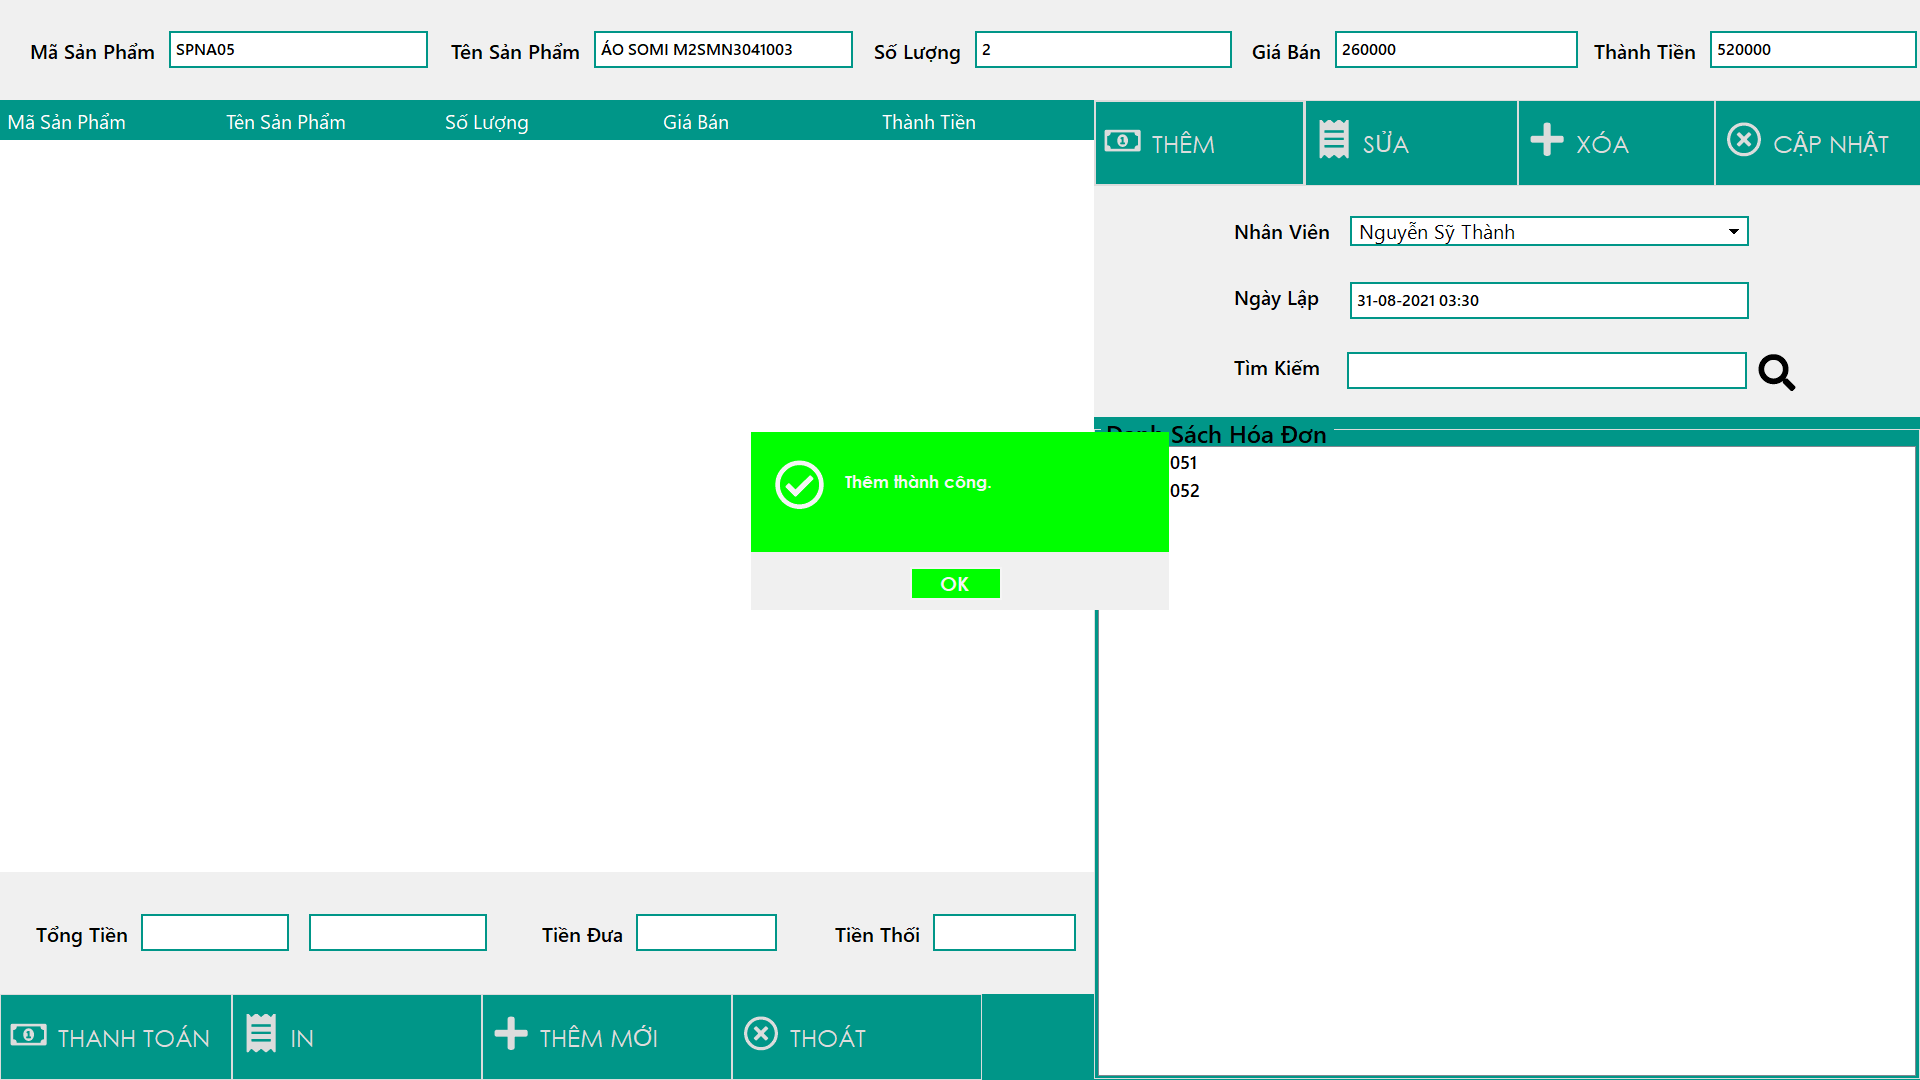 Mã Sản Phẩm SPNA05 Tên Sản Phẩm ÁO SOMI M2SMN3041003 Số Lượng 2 Giá Bán 260000 Thành Tiền 520000
Mã Sản Phẩm Tên Sản Phẩm Số Lượng Giá Bán Thành Tiền
THÊM SỬA XÓA CẬP NHẬT
Nhân Viên Nguyễn Sỹ Thành
Ngày Lập 31-08-2021 03:30
Tìm Kiếm
Danh Sách Hóa Đơn
051
052
Thêm thành công.
OK
Tổng Tiền Tiền Đưa Tiền Thối
THANH TOÁN IN THÊM MỚI THOÁT